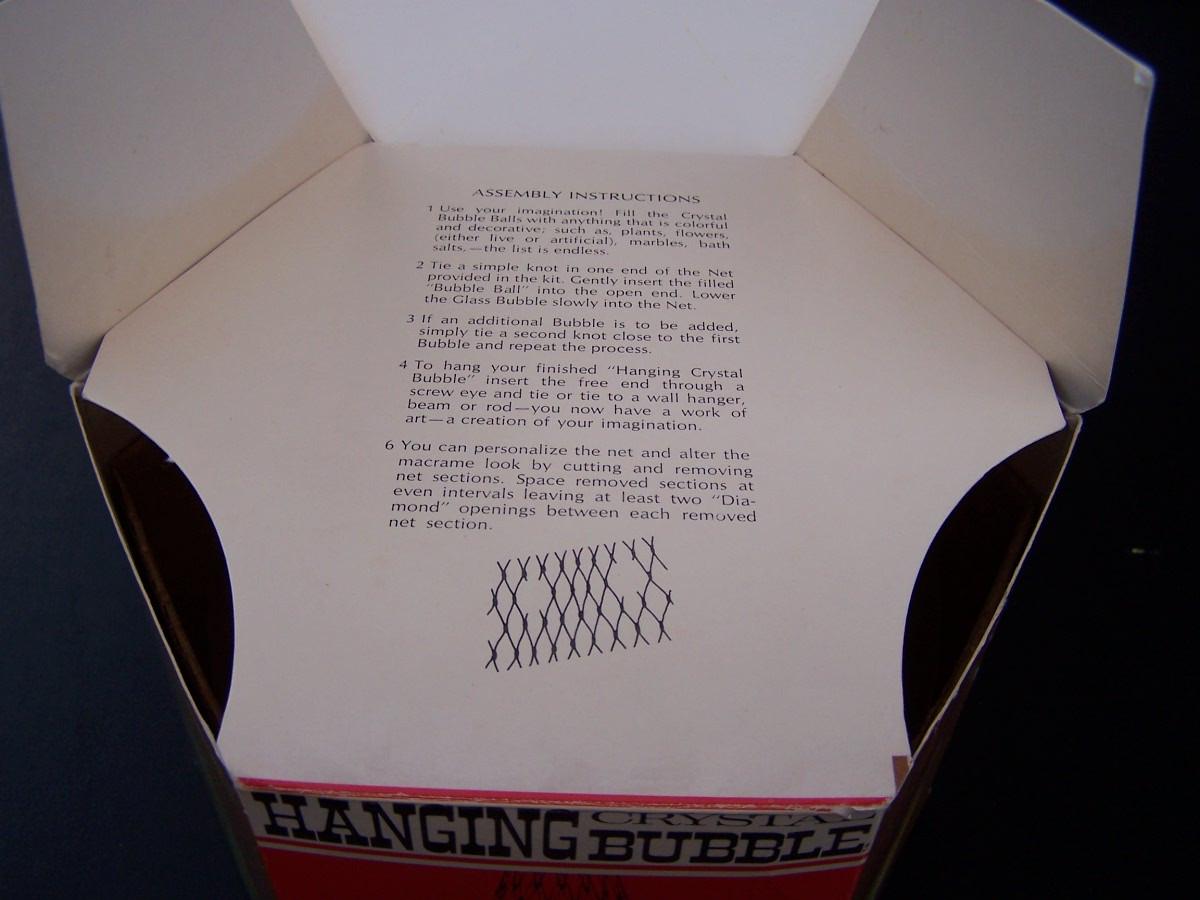 ASSEMBLY INSTRUCTIONS
1 Use your imagination! Fill the Crystal
Bubble Balls with anything that is colorful
and decorative; such as, plants, flowers,
(either live or artificial), marbles, bath
salts,—the list is endless.
2 Tie a simple knot in one end of the Net
provided in the kit. Gently insert the filled
"Bubble Ball" into the open end. Lower
the Glass Bubble slowly into the Net.
3 If an additional Bubble is to be added,
simply tie a second knot close to the first
Bubble and repeat the process.
4 To hang your finished "Hanging Crystal
Bubble" insert the free end through a
screw eye and tie or tie to a wall hanger,
beam or rod—you now have a work of
art—a creation of your imagination.
6 You can personalize the net and alter the
macrame look by cutting and removing
net sections. Space removed sections at
even intervals leaving at least two "Dia-
mond" openings between each removed
net section.
HANGING CRYSTAL BUBBLE